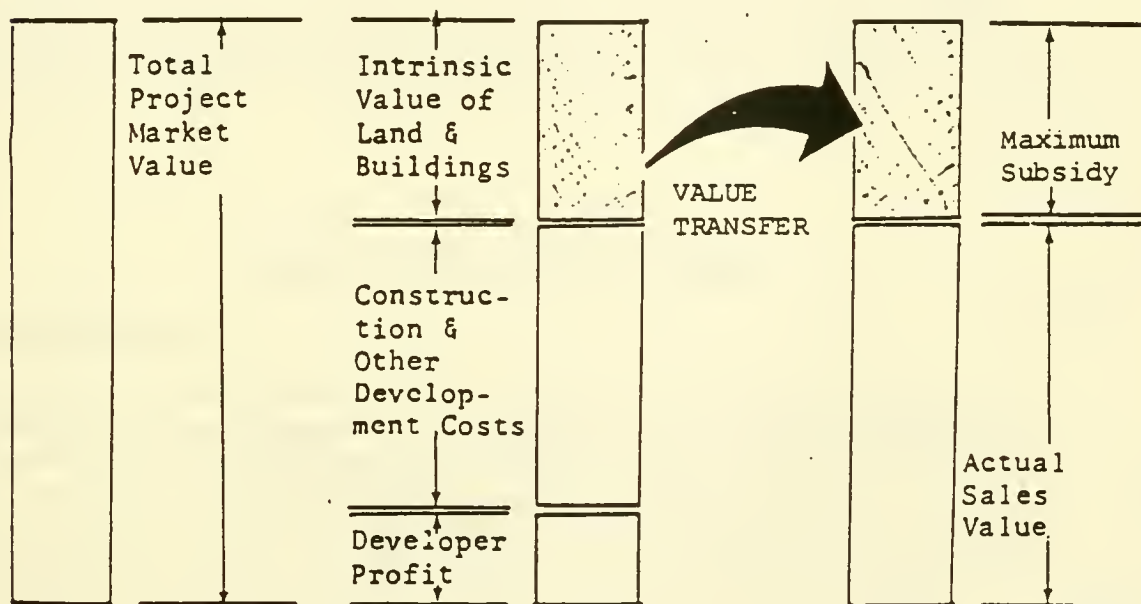 Total
Project
Market
Value
Intrinsic
Value of
Land &
Buildings
VALUE
TRANSFER
Maximum
Subsidy
Construc-
tion &
Other
Develop-
ment Costs
Developer
Profit
Actual
Sales
Value